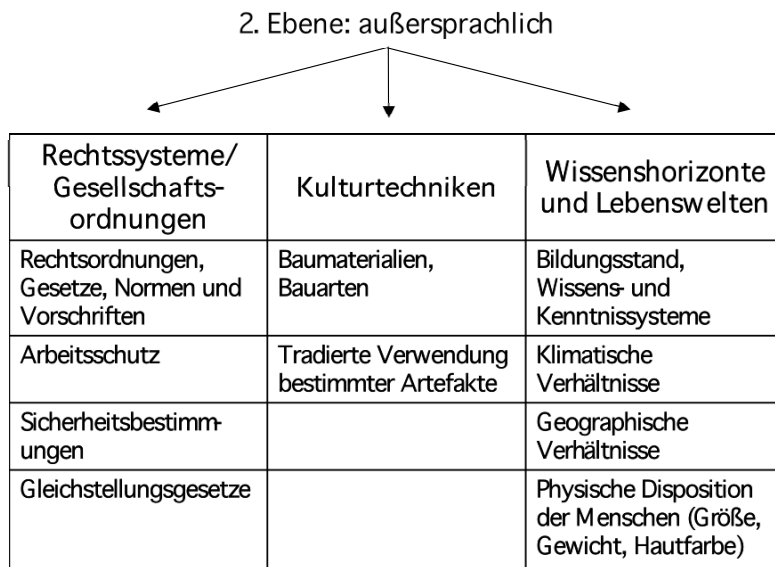 2. Ebene: außersprachlich
Rechtssysteme/
Gesellschafts-
ordnungen
Kulturtechniken
Wissenshorizonte
und Lebenswelten
Rechtsordnungen,
Gesetze, Normen und
Vorschriften
Baumaterialien,
Bauarten
Bildungsstand,
Wissens- und
Kenntnissysteme
Arbeitsschutz
Tradierte Verwendung
bestimmter Artefakte
Klimatische
Verhältnisse
Sicherheitsbestimm-
ungen
Geographische
Verhältnisse
Gleichstellungsgesetze
Physische Disposition
der Menschen (Größe,
Gewicht, Hautfarbe)